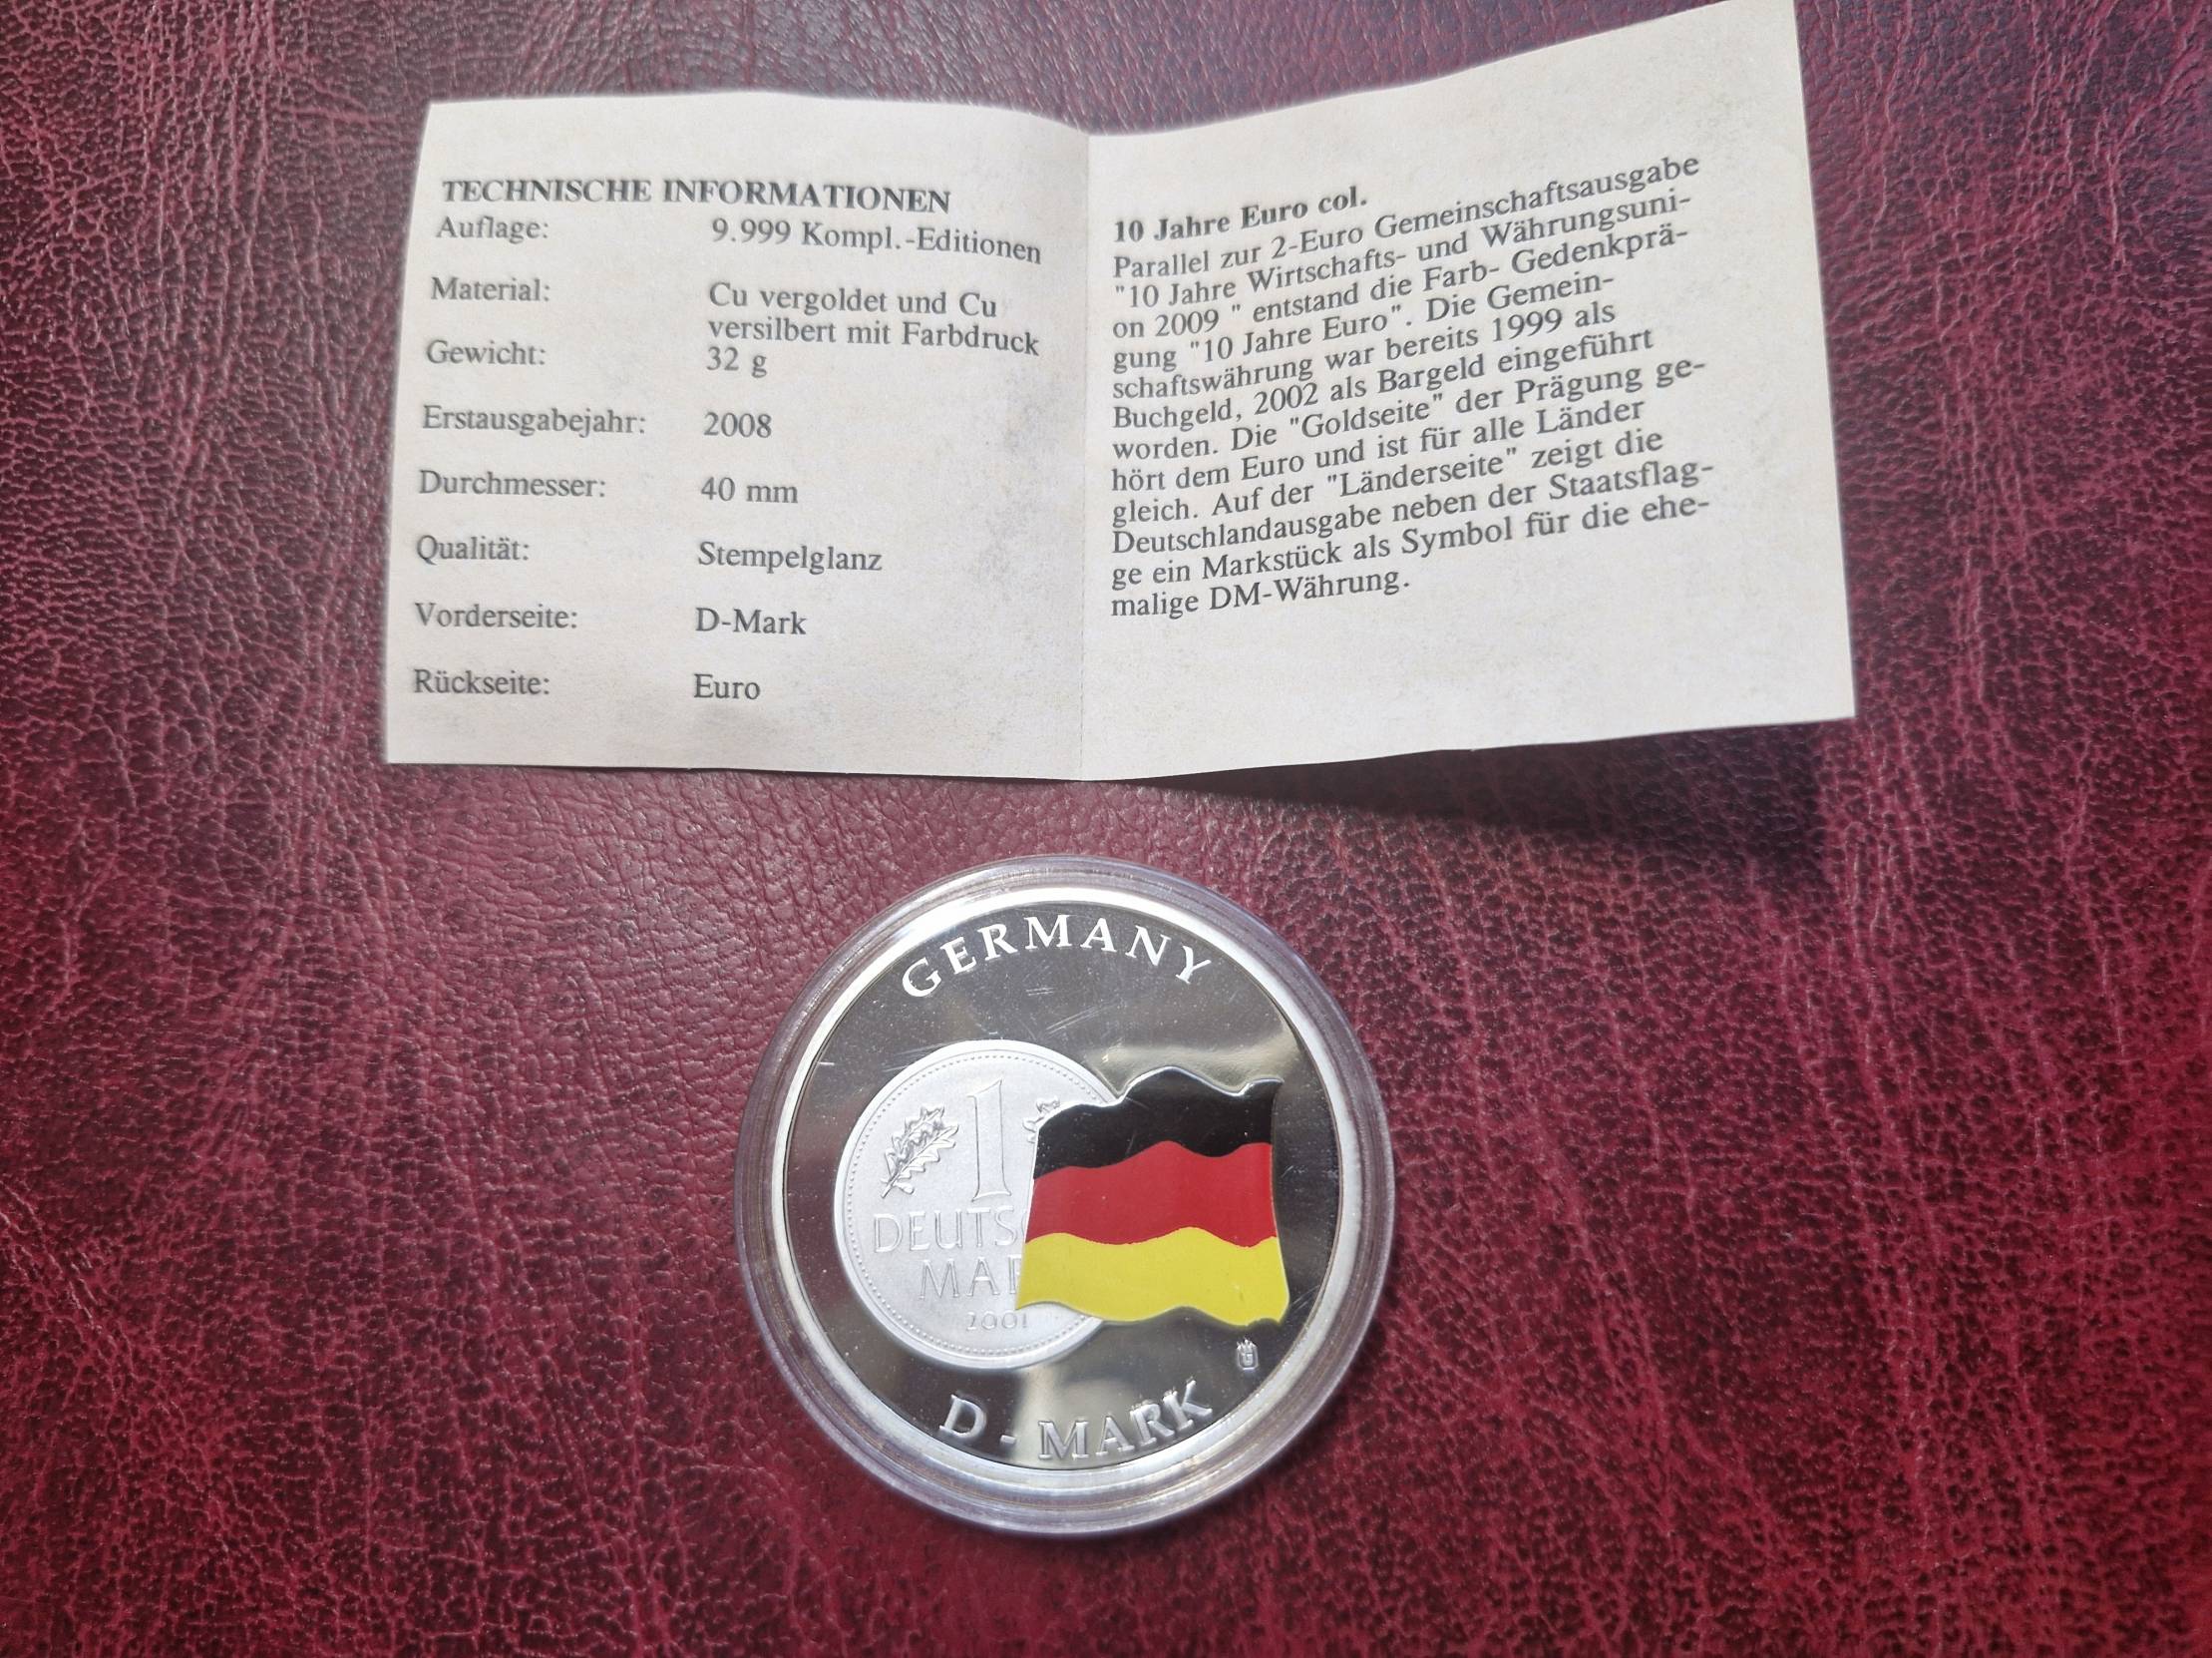 TECHNISCHE INFORMATIONEN
Auflage: 9.999 Kompl.-Editionen
Material: Cu vergoldet und Cu
versilbert mit Farbdruck
Gewicht: 32 g
Erstausgabejahr: 2008
Durchmesser: 40 mm
Qualität: Stempelglanz
Vorderseite: D-Mark
Rückseite: Euro
10 Jahre Euro col.
Parallel zur 2-Euro Gemeinschaftsausgabe
"10 Jahre Wirtschafts- und Währungsuni-
on 2009 " entstand die Farb- Gedenkprä-
gung "10 Jahre Euro". Die Gemein-
schaftswährung war bereits 1999 als
Buchgeld, 2002 als Bargeld eingeführt
worden. Die "Goldseite" der Prägung ge-
hört dem Euro und ist für alle Länder
gleich. Auf der "Länderseite" zeigt die
Deutschlandausgabe neben der Staatsflag-
ge ein Markstück als Symbol für die ehe-
malige DM-Währung.
GERMANY
1
DEUTS
MAR
2001
D - MARK